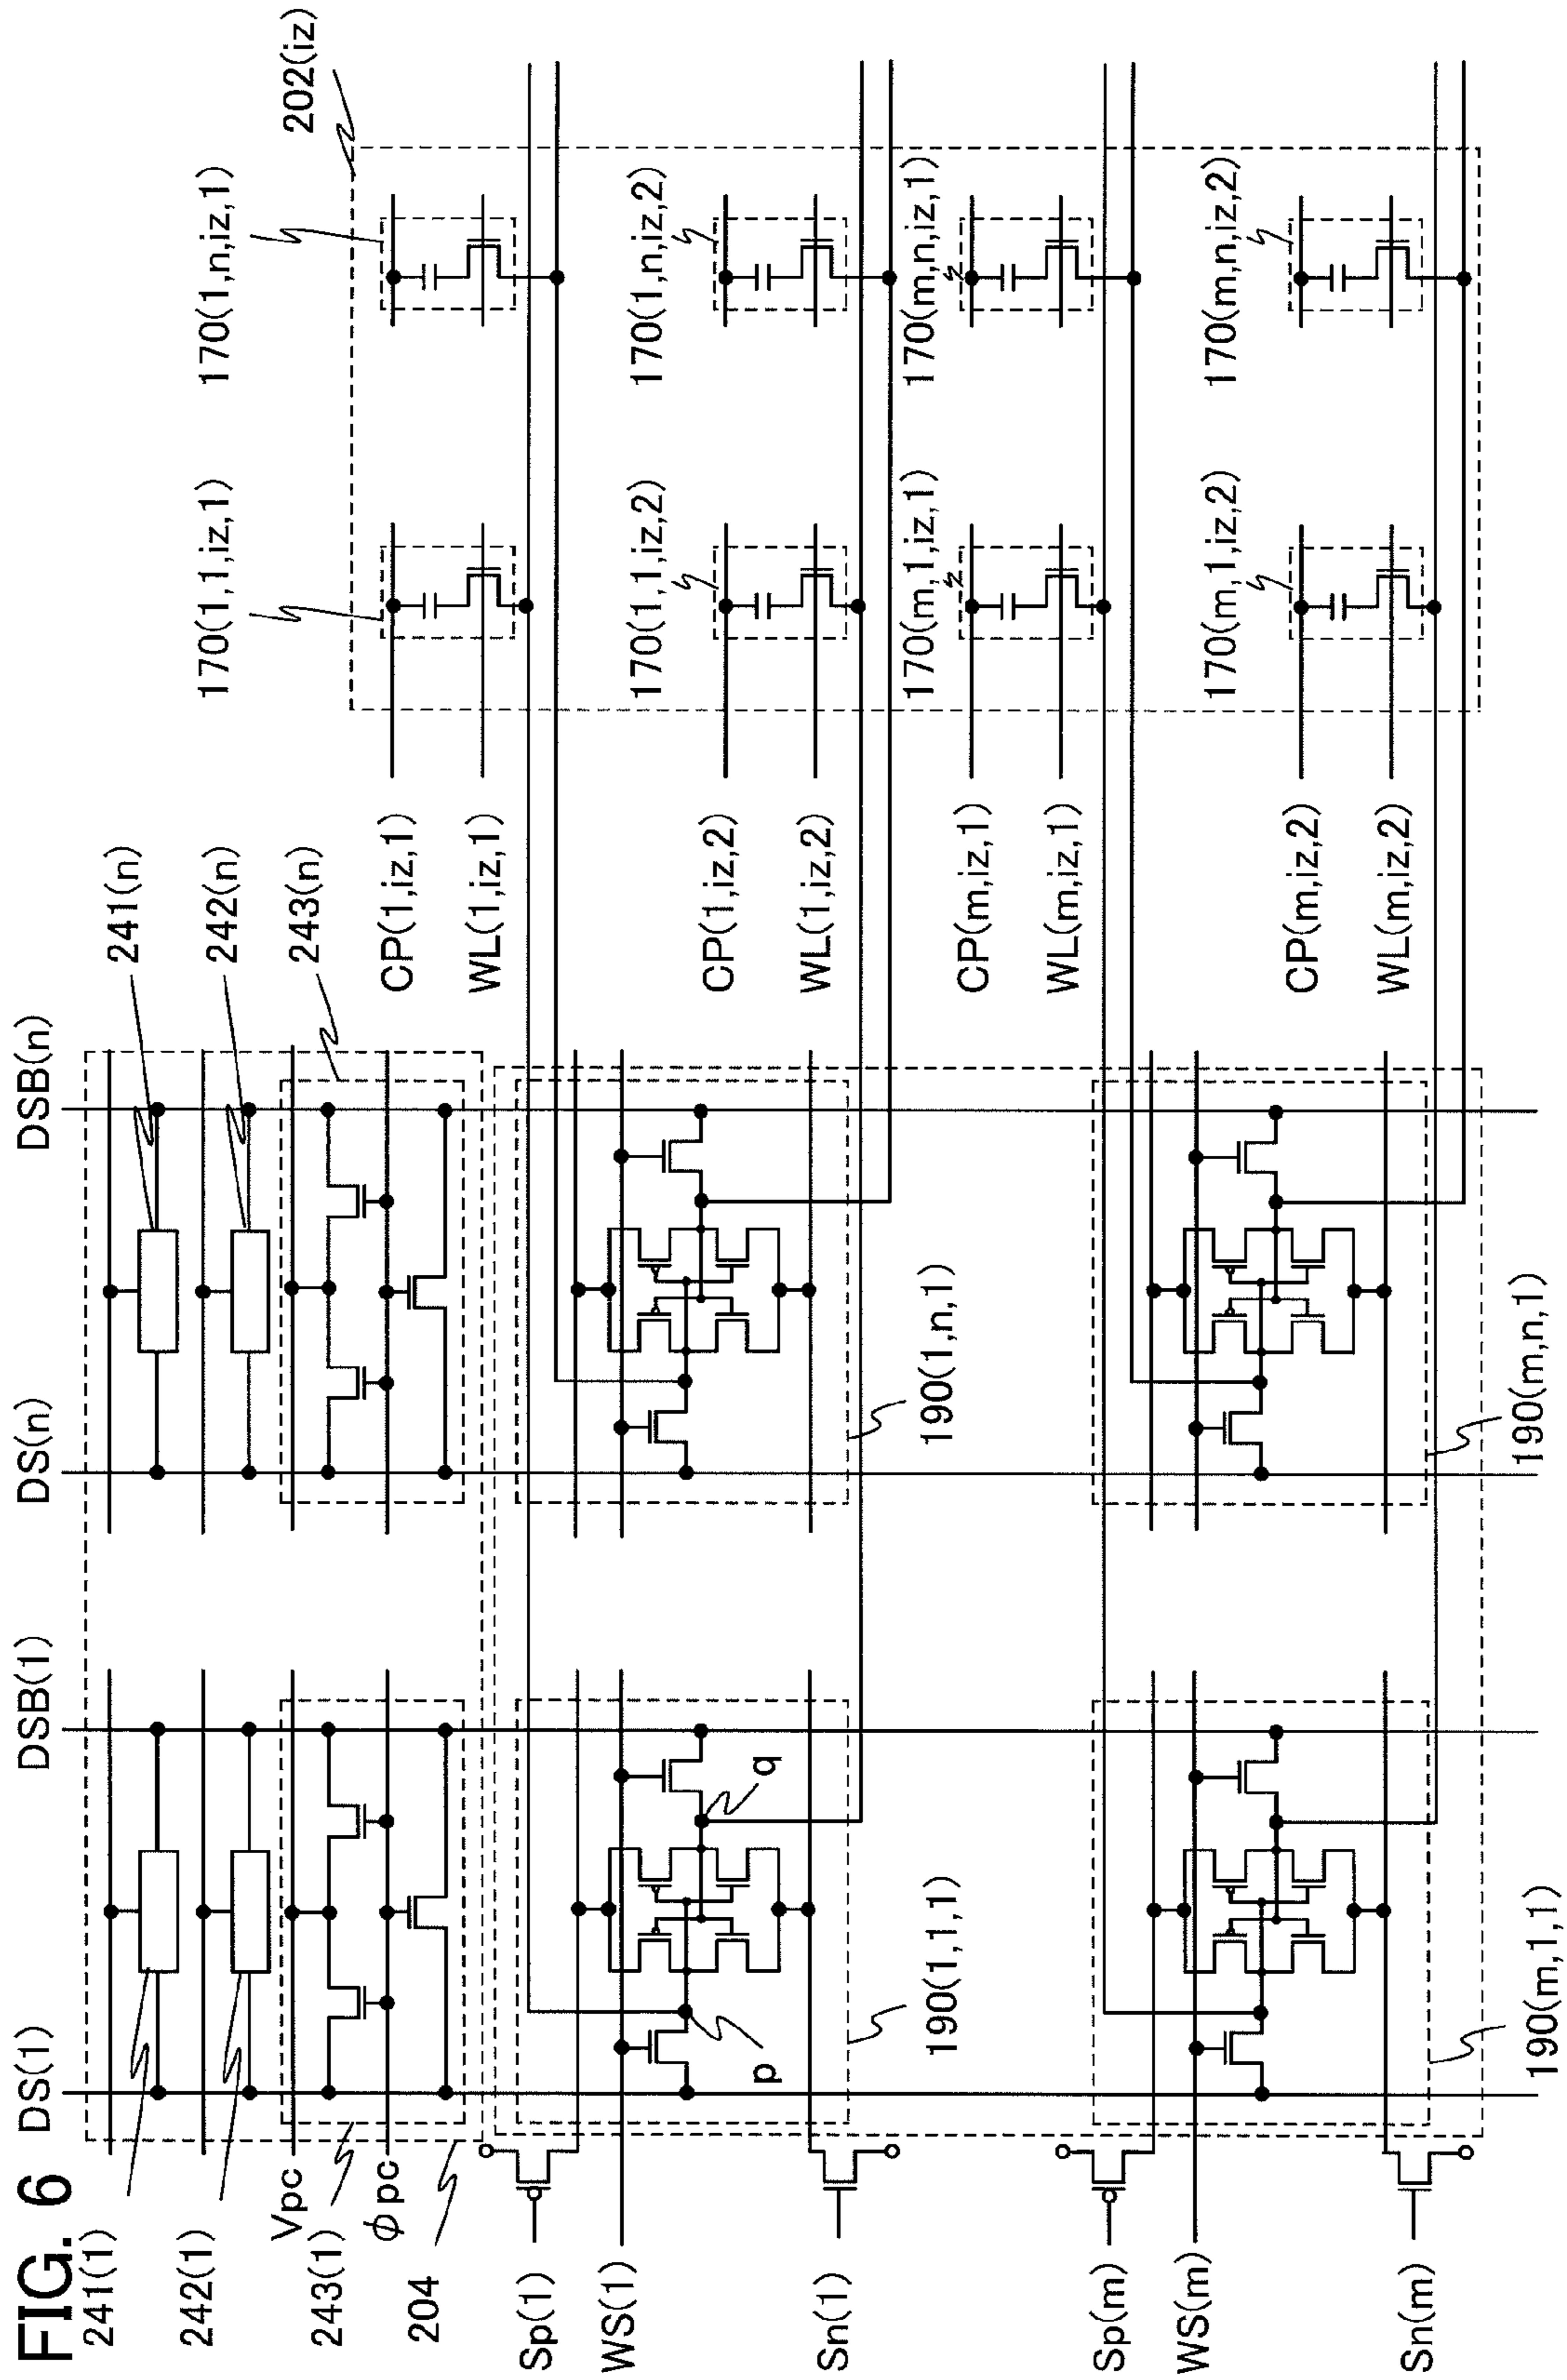 FIG. 6
DS(1)
DSB(1)
DS(n)
DSB(n)
241(1)
242(1)
Vpc
243(1)
ϕpc
204
241(n)
242(n)
243(n)
Sp(1)
WS(1)
Sn(1)
Sp(m)
WS(m)
Sn(m)
p
q
190(1,1,1)
190(1,n,1)
190(m,1,1)
190(m,n,1)
CP(1,iz,1)
WL(1,iz,1)
CP(1,iz,2)
WL(1,iz,2)
CP(m,iz,1)
WL(m,iz,1)
CP(m,iz,2)
WL(m,iz,2)
170(1,1,iz,1)
170(1,n,iz,1)
202(iz)
170(1,1,iz,2)
170(1,n,iz,2)
170(m,1,iz,1)
170(m,n,iz,1)
170(m,1,iz,2)
170(m,n,iz,2)